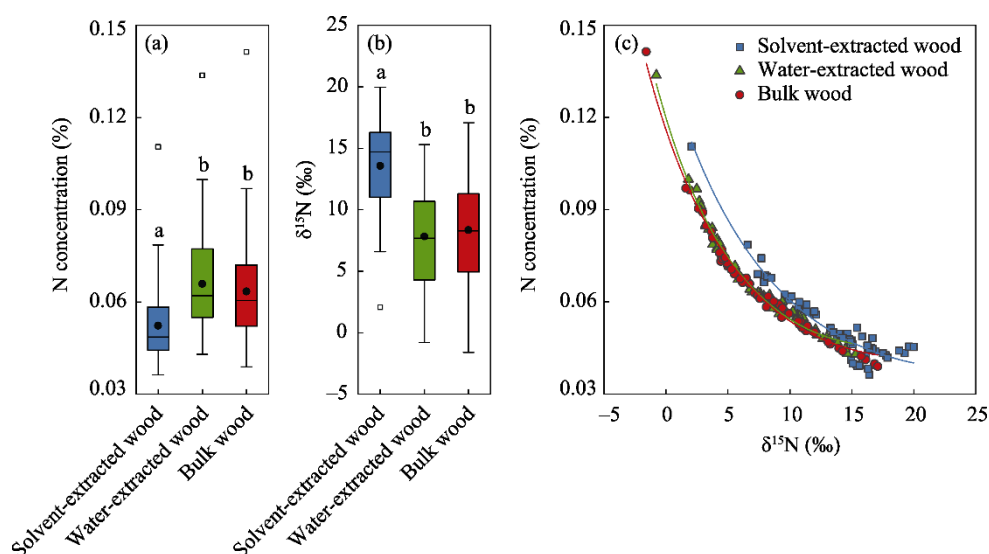 (a)
N concentration (%)
0.15
0.12
0.09
0.06
0.03
a
b
b
Solvent-extracted wood
Water-extracted wood
Bulk wood
(b)
δ¹⁵N (‰)
25
20
15
10
5
0
−5
a
b
b
Solvent-extracted wood
Water-extracted wood
Bulk wood
(c)
Solvent-extracted wood
Water-extracted wood
Bulk wood
N concentration (%)
0.15
0.12
0.09
0.06
0.03
−5 0 5 10 15 20 25
δ¹⁵N (‰)